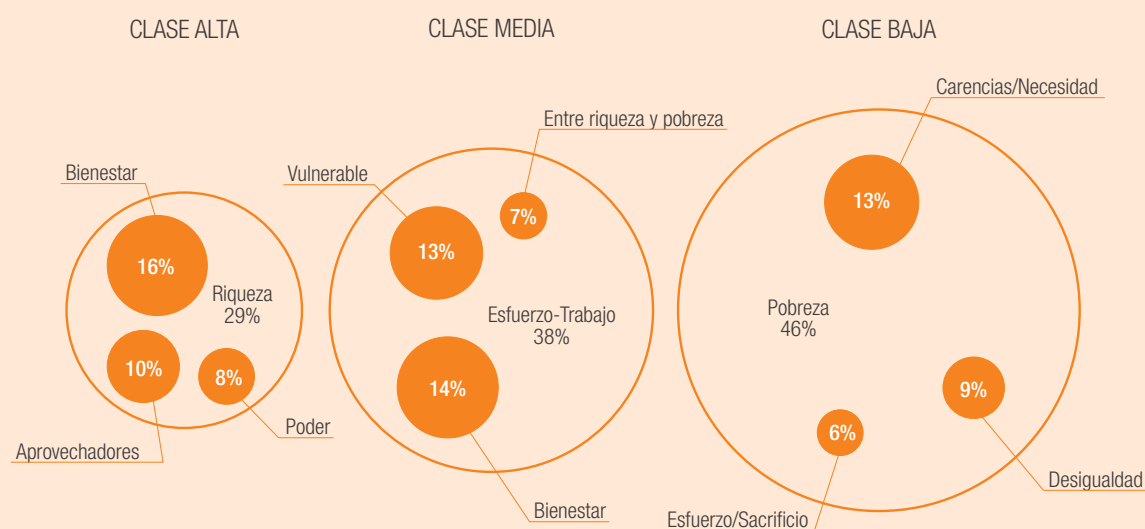 CLASE ALTA
Bienestar
16%
Riqueza
29%
10%
8%
Poder
Aprovechadores
CLASE MEDIA
Entre riqueza y pobreza
Vulnerable
7%
13%
Esfuerzo-Trabajo
38%
14%
Bienestar
CLASE BAJA
Carencias/Necesidad
13%
Pobreza
46%
9%
6%
Desigualdad
Esfuerzo/Sacrificio